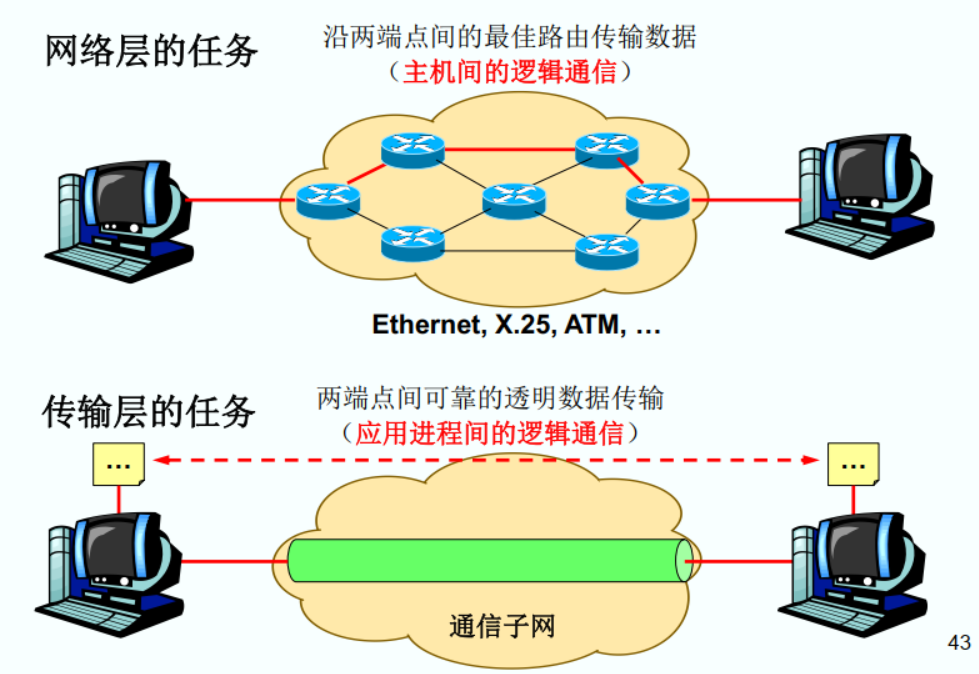 网络层的任务
沿两端点间的最佳路由传输数据
（主机间的逻辑通信）
Ethernet, X.25, ATM, …
传输层的任务
两端点间可靠的透明数据传输
（应用进程间的逻辑通信）
…
…
通信子网
43